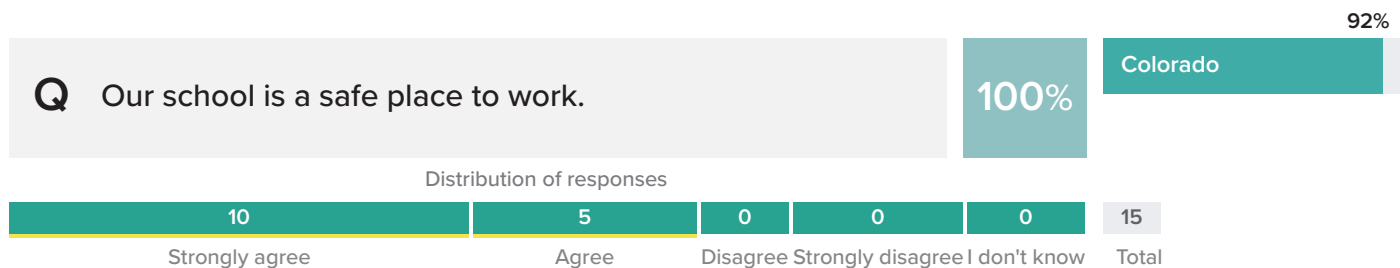 92%
Q Our school is a safe place to work.
100%
Colorado
Distribution of responses
10 5 0 0 0 15
Strongly agree Agree Disagree Strongly disagree I don't know Total